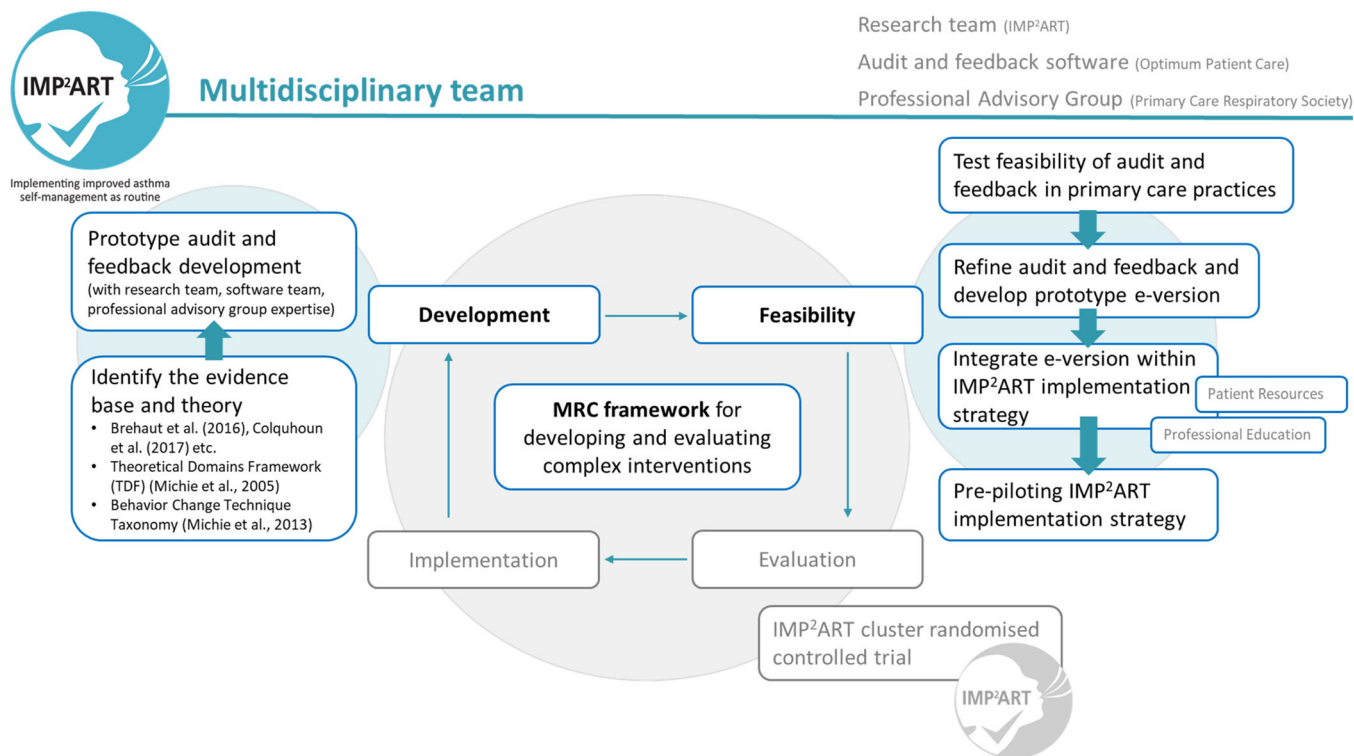 IMP²ART
Implementing improved asthma
self-management as routine
Multidisciplinary team
Research team (IMP²ART)
Audit and feedback software (Optimum Patient Care)
Professional Advisory Group (Primary Care Respiratory Society)
Prototype audit and
feedback development
(with research team, software team,
professional advisory group expertise)
Identify the evidence
base and theory
• Brehaut et al. (2016), Colquhoun
et al. (2017) etc.
• Theoretical Domains Framework
(TDF) (Michie et al., 2005)
• Behavior Change Technique
Taxonomy (Michie et al., 2013)
Development
Feasibility
MRC framework for
developing and evaluating
complex interventions
Implementation
Evaluation
IMP²ART cluster randomised
controlled trial
IMP²ART
Test feasibility of audit and
feedback in primary care practices
Refine audit and feedback and
develop prototype e-version
Integrate e-version within
IMP²ART implementation
strategy
Patient Resources
Professional Education
Pre-piloting IMP²ART
implementation strategy